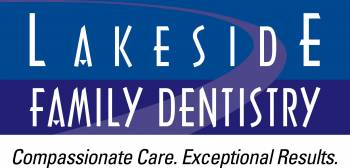 LAKESIDE
FAMILY DENTISTRY
Compassionate Care. Exceptional Results.